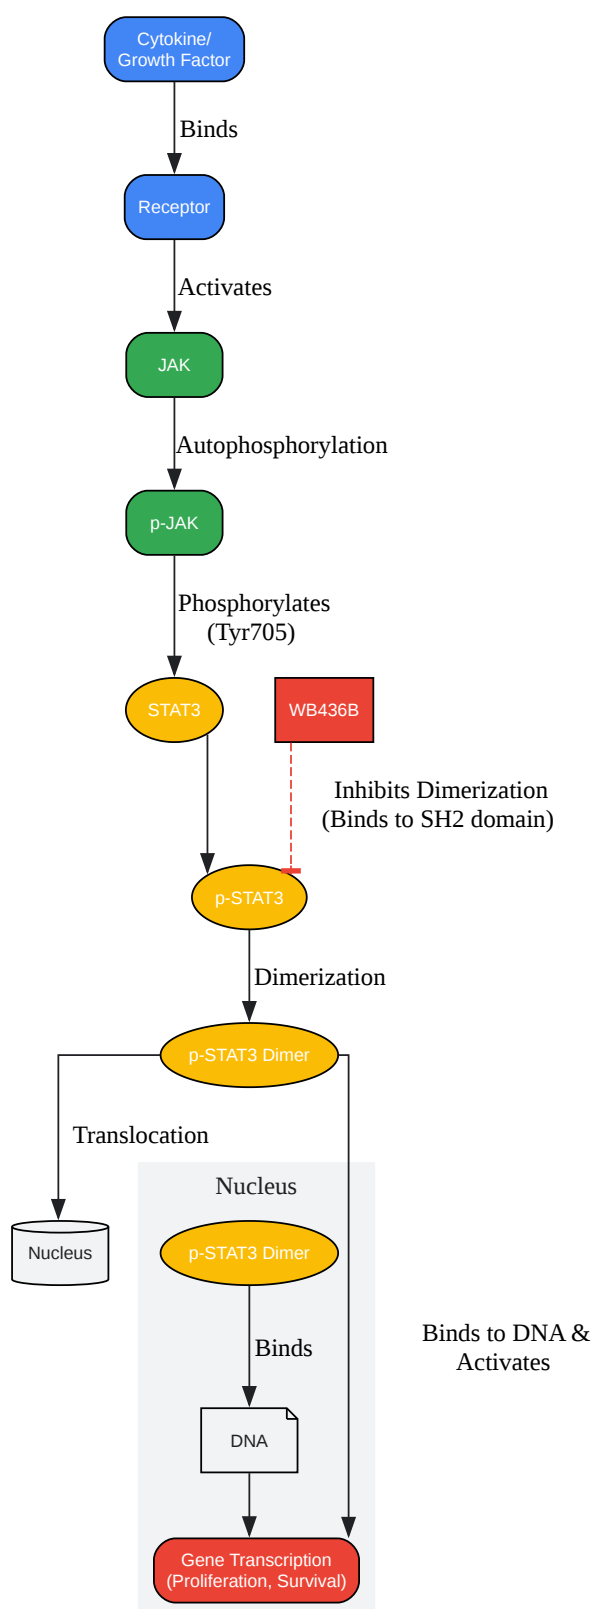 Cytokine/
Growth Factor
Binds
Receptor
Activates
JAK
Autophosphorylation
p-JAK
Phosphorylates
(Tyr705)
STAT3
WB436B
Inhibits Dimerization
(Binds to SH2 domain)
p-STAT3
Dimerization
p-STAT3 Dimer
Translocation
Nucleus
Nucleus
p-STAT3 Dimer
Binds to DNA &
Activates
Binds
DNA
Gene Transcription
(Proliferation, Survival)